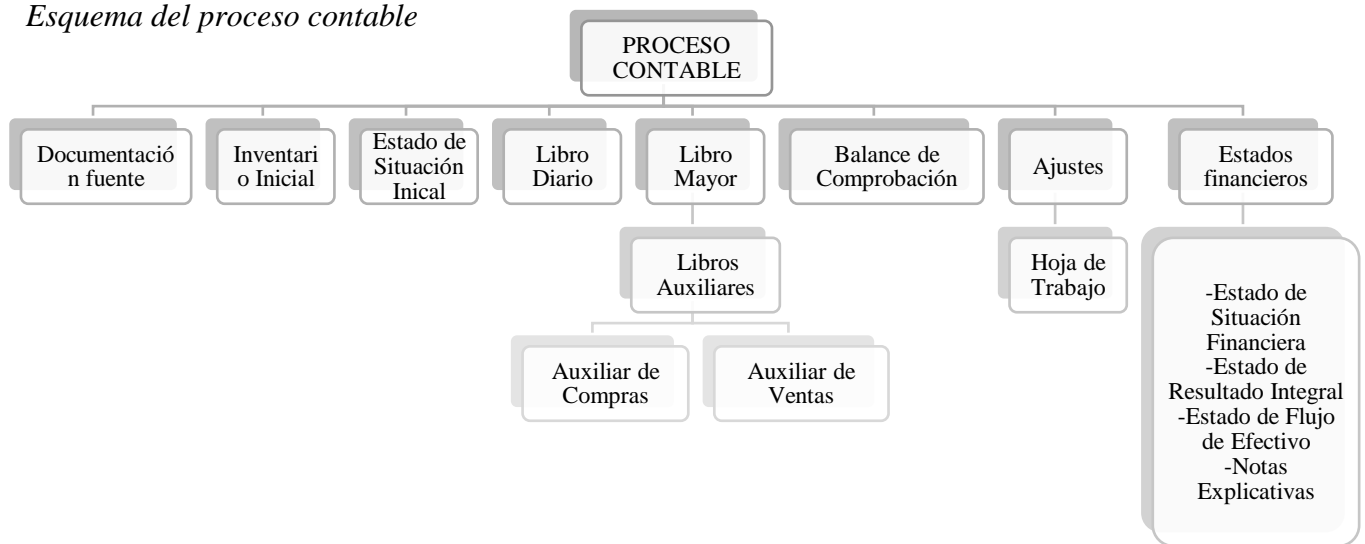 Esquema del proceso contable
PROCESO
CONTABLE
Documentació
n fuente
Inventari
o Inicial
Estado de
Situación
Inical
Libro
Diario
Libro
Mayor
Balance de
Comprobación
Ajustes
Estados
financieros
Libros
Auxiliares
Hoja de
Trabajo
Auxiliar de
Compras
Auxiliar de
Ventas
-Estado de
Situación
Financiera
-Estado de
Resultado Integral
-Estado de Flujo
de Efectivo
-Notas
Explicativas